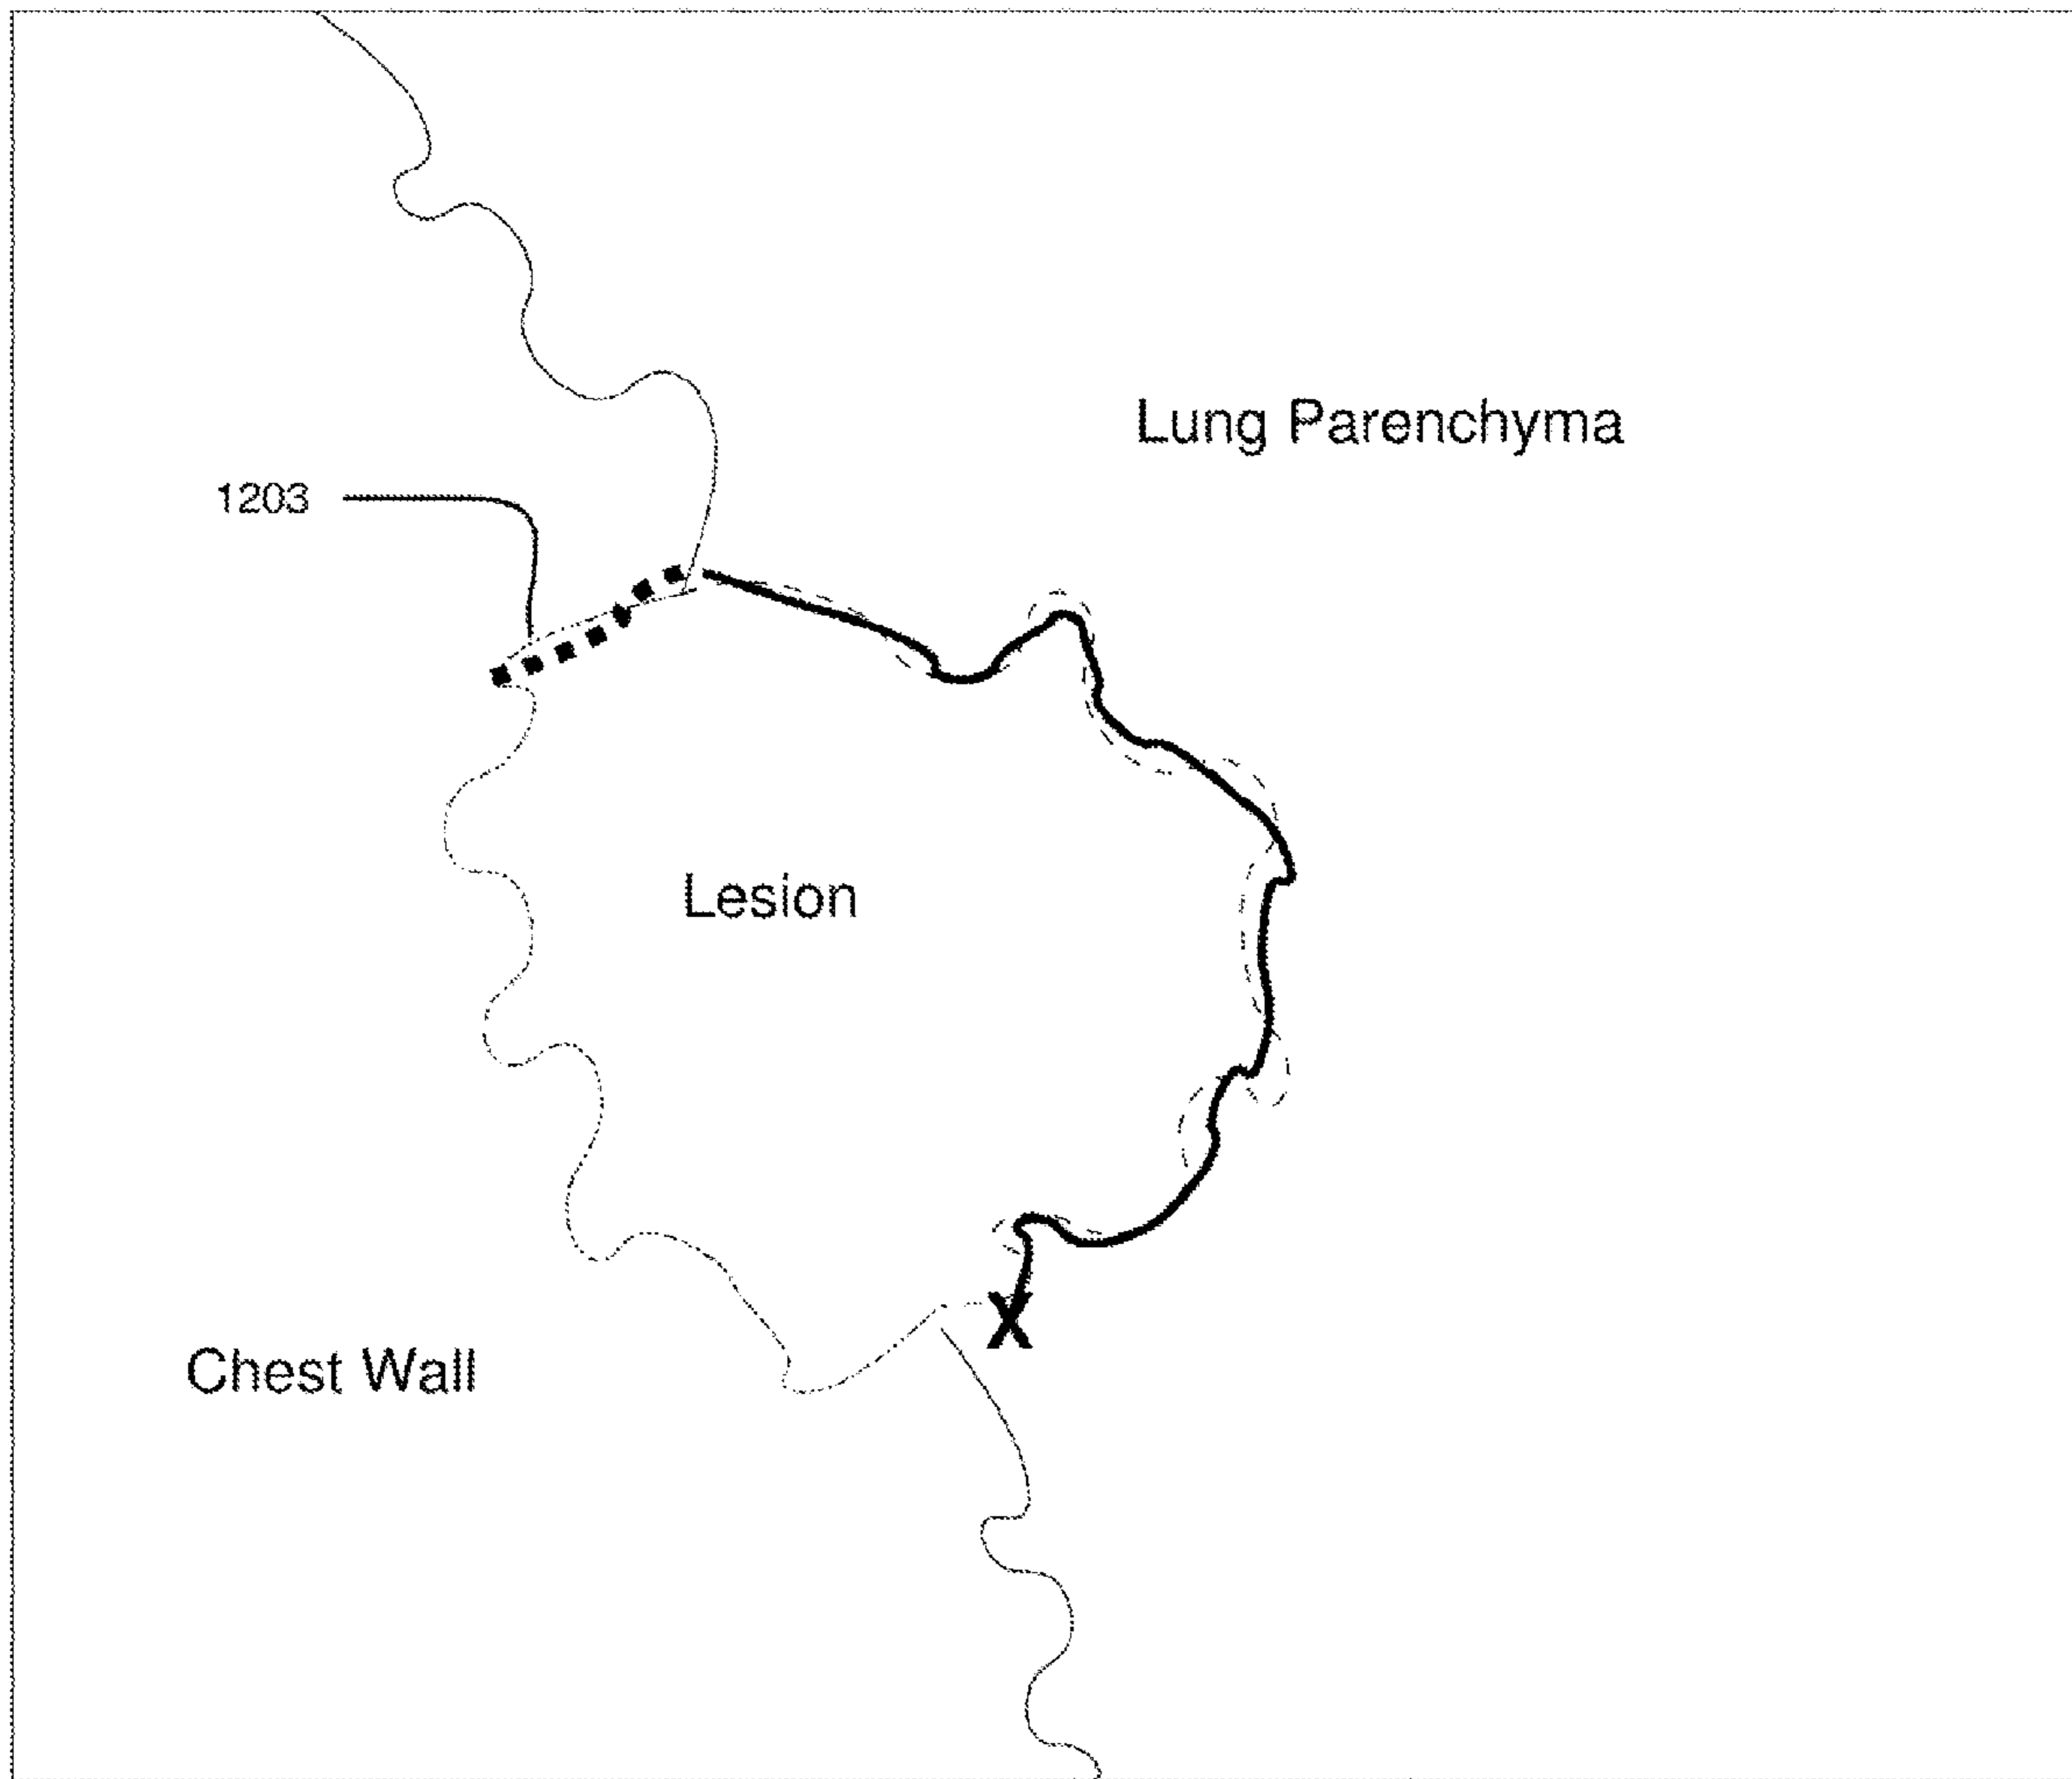 Lung Parenchyma
1203
Lesion
X
Chest Wall